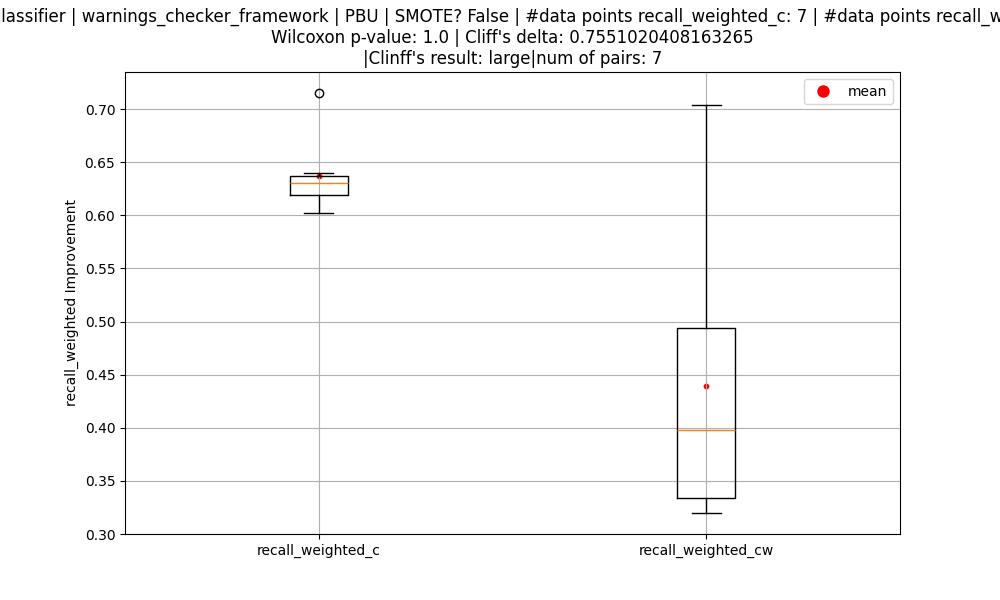 lassifier | warnings_checker_framework | PBU | SMOTE? False | #data points recall_weighted_c: 7 | #data points recall_w
Wilcoxon p-value: 1.0 | Cliff's delta: 0.7551020408163265
|Clinff's result: large|num of pairs: 7
mean
0.70
0.65
0.60
0.55
0.50
0.45
0.40
0.35
0.30
recall_weighted Improvement
recall_weighted_c
recall_weighted_cw